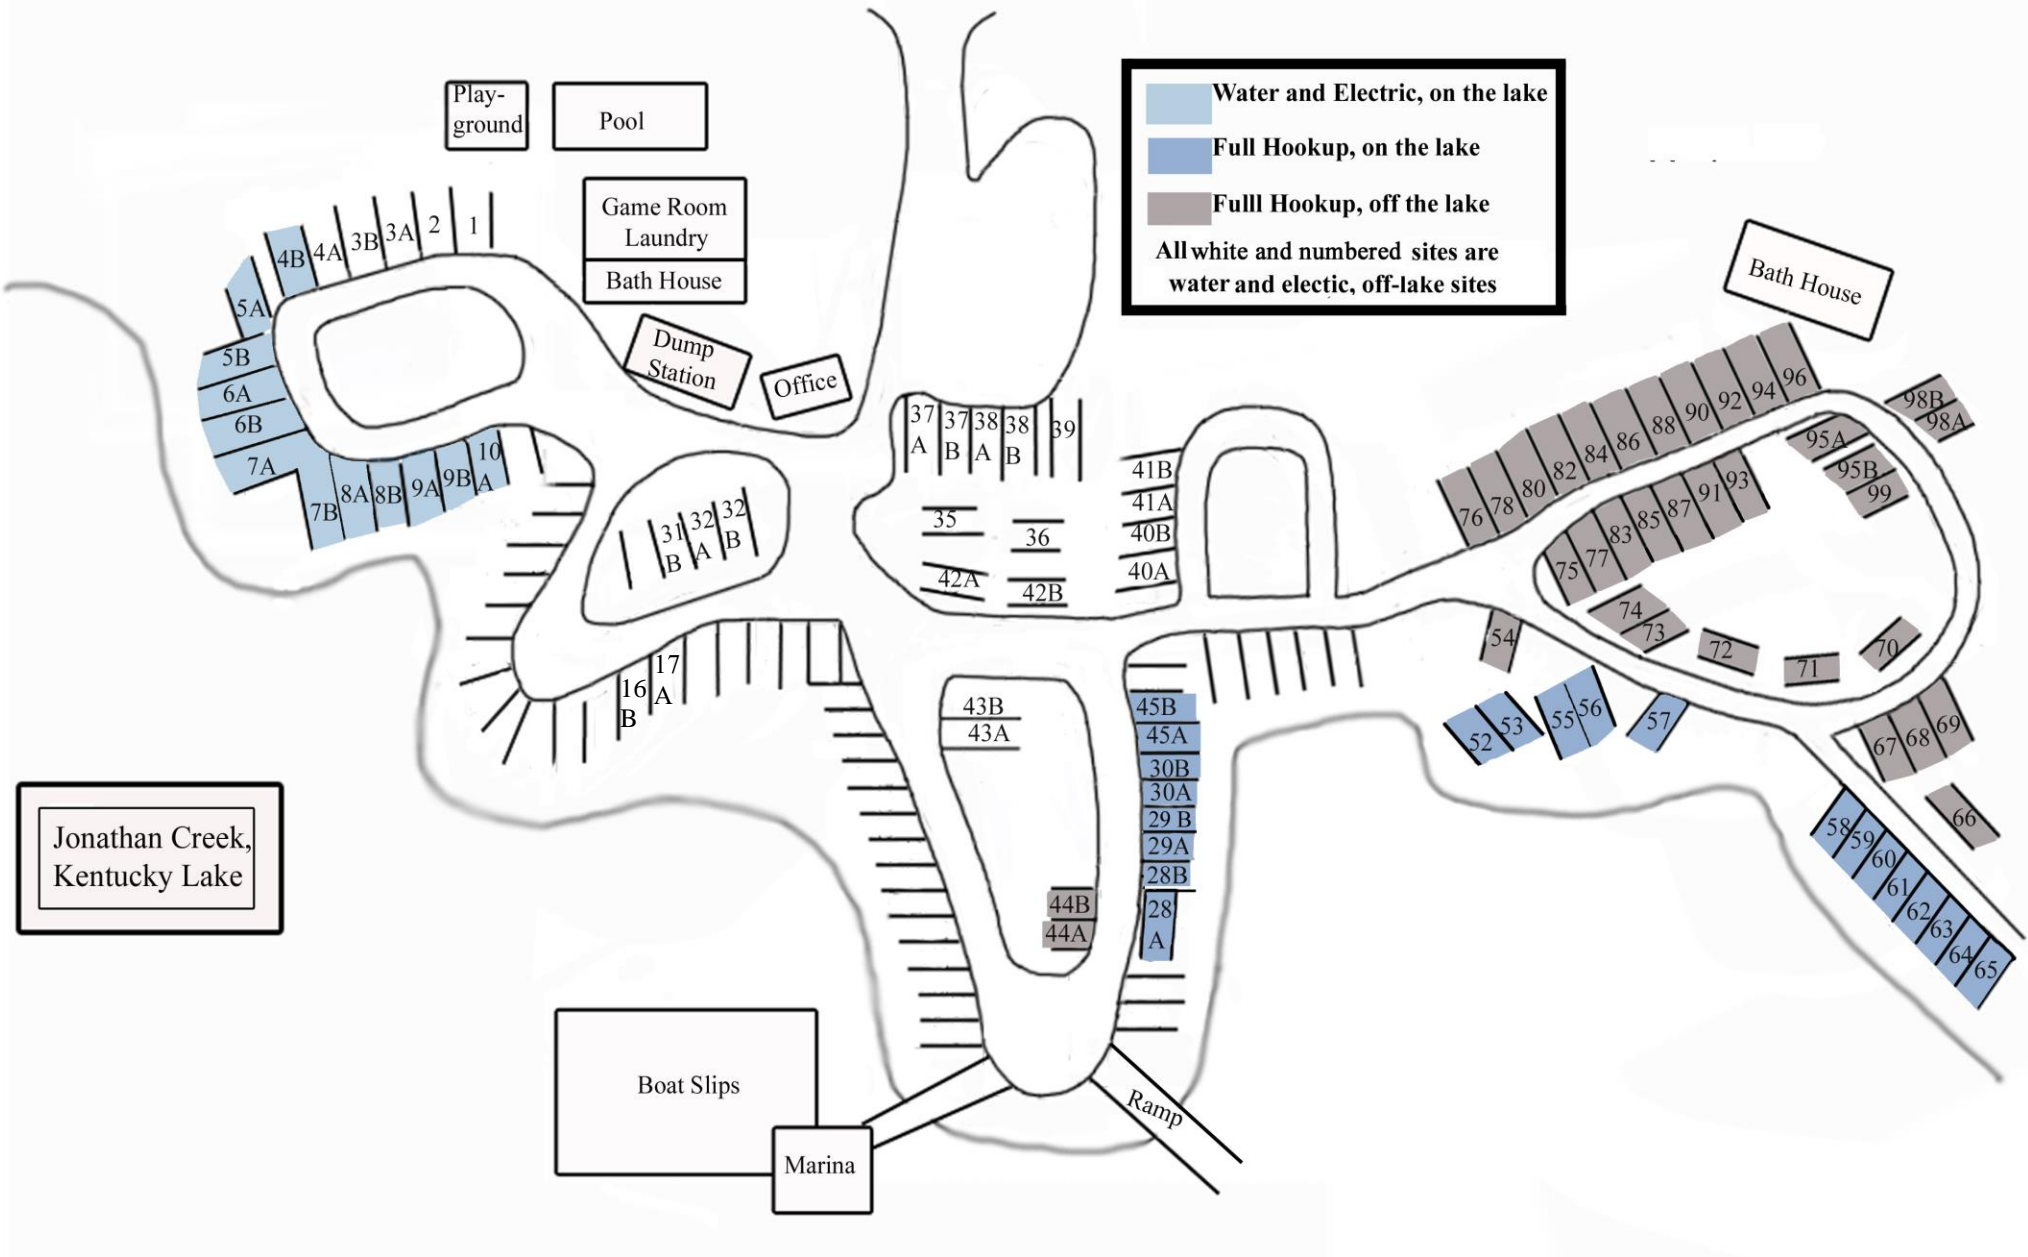 Play-
ground
Pool
Game Room
Laundry
Bath House
Dump
Station
Office
Water and Electric, on the lake
Full Hookup, on the lake
Fulll Hookup, off the lake
All white and numbered sites are
water and electic, off-lake sites
Bath House
1
2
3A
3B
4A
4B
5A
5B
6A
6B
7A
7B
8A
8B
9A
9B
10
A
31
B
32
A
32
B
16
B
17
A
37
A
37
B
38
A
38
B
39
35
36
42A
42B
41B
41A
40B
40A
43B
43A
44B
44A
45B
45A
30B
30A
29 B
29A
28B
28
A
76
78
80
82
84
86
88
90
92
94
96
98B
98A
95A
95B
99
75
77
83
85
87
91
93
74
73
72
71
70
54
52
53
55
56
57
67
68
69
66
58
59
60
61
62
63
64
65
Jonathan Creek,
Kentucky Lake
Boat Slips
Marina
Ramp